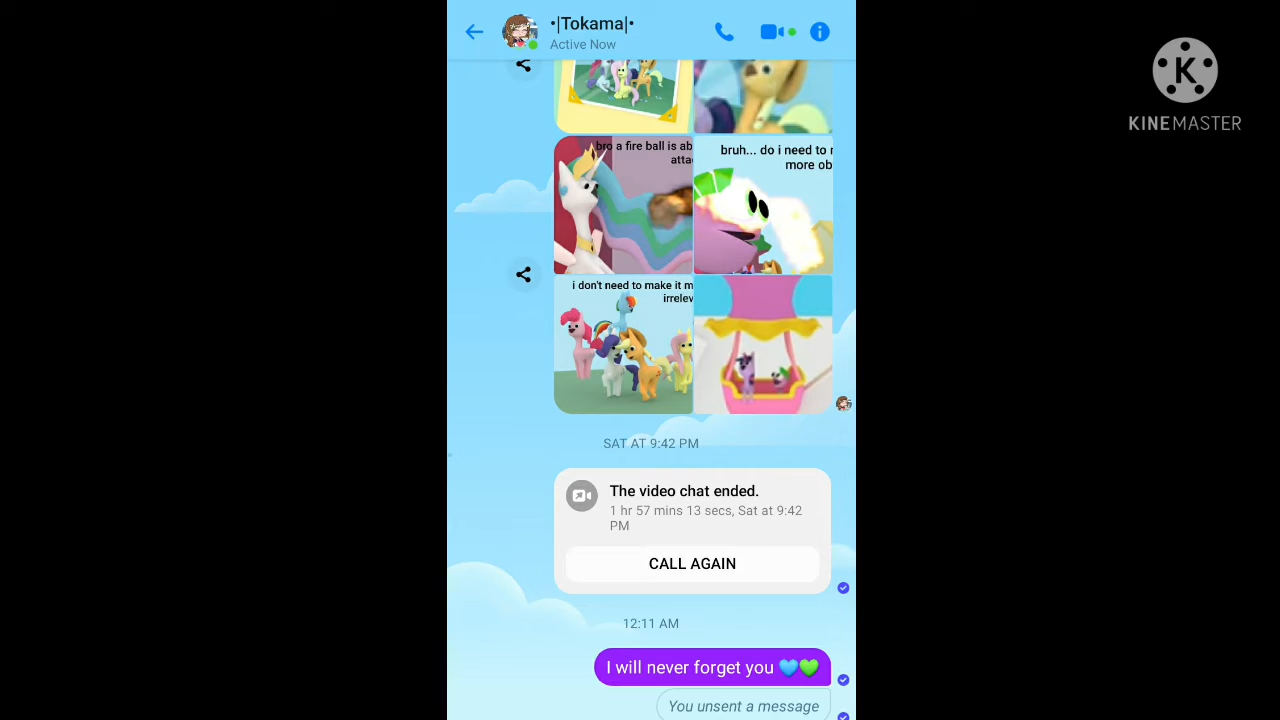 •|Tokama|•
Active Now
K
KINEMASTER
bro a fire ball is ab
atta
bruh... do i need to
more ob
i don't need to make it m
irrelev
SAT AT 9:42 PM
The video chat ended.
1 hr 57 mins 13 secs, Sat at 9:42
PM
CALL AGAIN
12:11 AM
I will never forget you 💙💚
You unsent a message